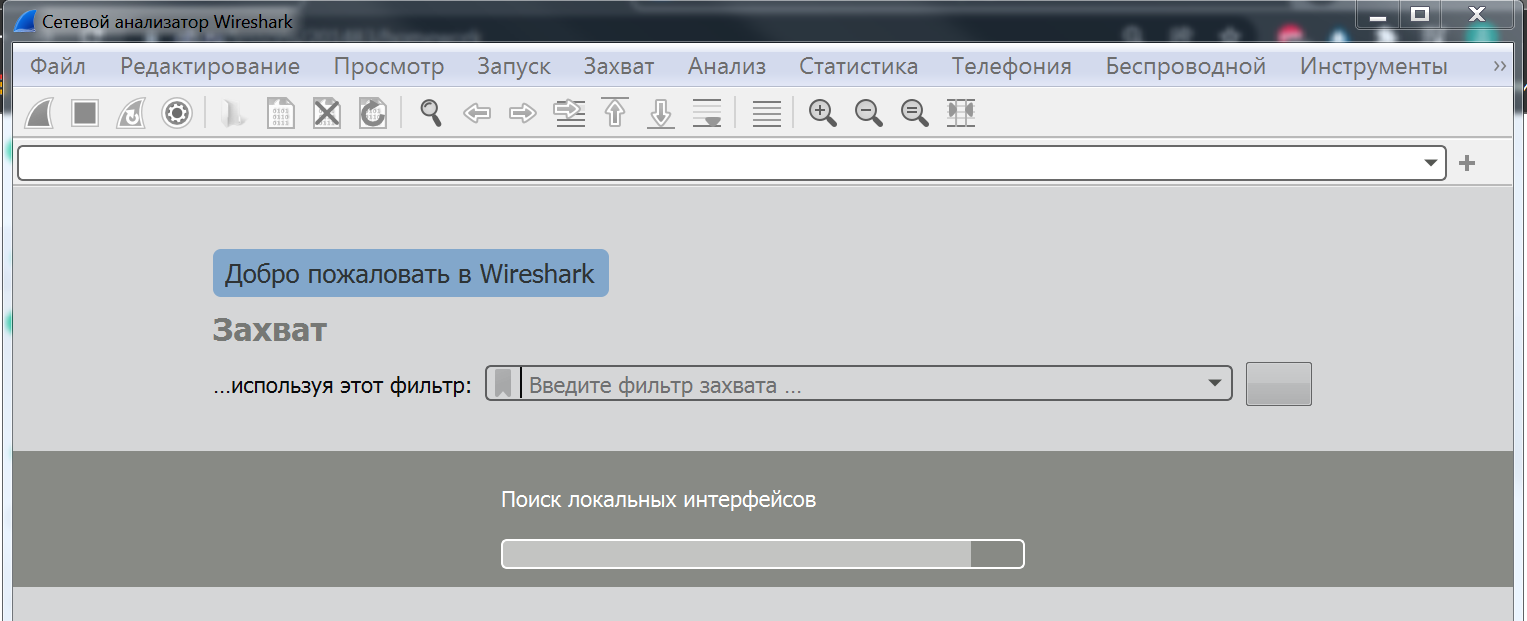 Сетевой анализатор Wireshark
Файл Редактирование Просмотр Запуск Захват Анализ Статистика Телефония Беспроводной Инструменты »
Добро пожаловать в Wireshark
Захват
...используя этот фильтр: Введите фильтр захвата ...
Поиск локальных интерфейсов